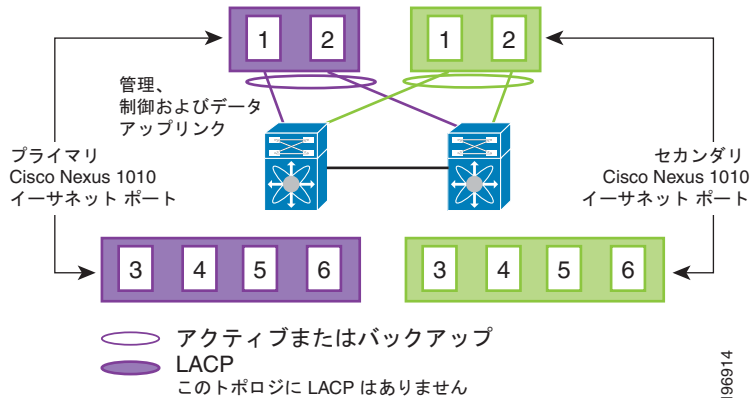 1 2 1 2
管理、
制御およびデータ
アップリンク
プライマリ
Cisco Nexus 1010
イーサネット ポート
セカンダリ
Cisco Nexus 1010
イーサネット ポート
3 4 5 6 3 4 5 6
アクティブまたはバックアップ
LACP
このトポロジに LACP はありません
196914